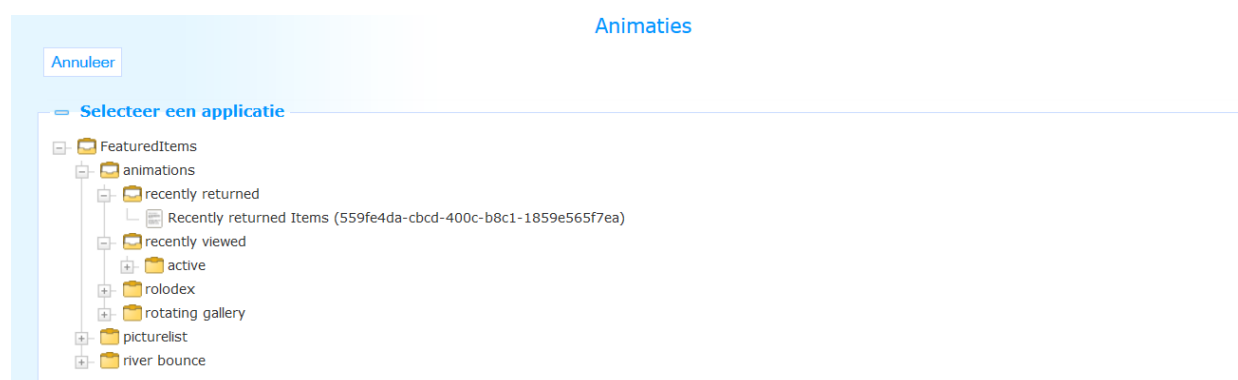 Animaties
Annuleer
Selecteer een applicatie
FeaturedItems
animations
recently returned
Recently returned Items (559fe4da-cbcd-400c-b8c1-1859e565f7ea)
recently viewed
active
rolodex
rotating gallery
picturelist
river bounce